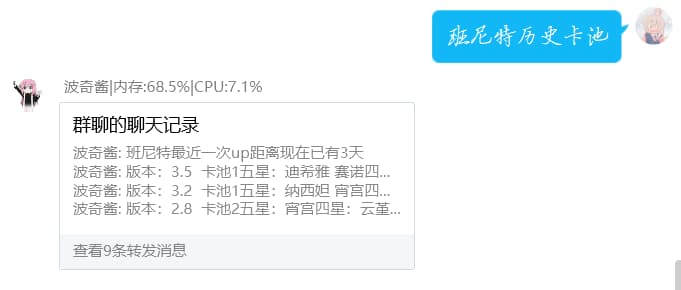 班尼特历史卡池
波奇酱|内存:68.5%|CPU:7.1%
群聊的聊天记录
波奇酱: 班尼特最近一次up距离现在已有3天
波奇酱: 版本：3.5 卡池1五星：迪希雅 赛诺四...
波奇酱: 版本：3.2 卡池1五星：纳西妲 宵宫四...
波奇酱: 版本：2.8 卡池2五星：宵宫四星：云堇...
查看9条转发消息